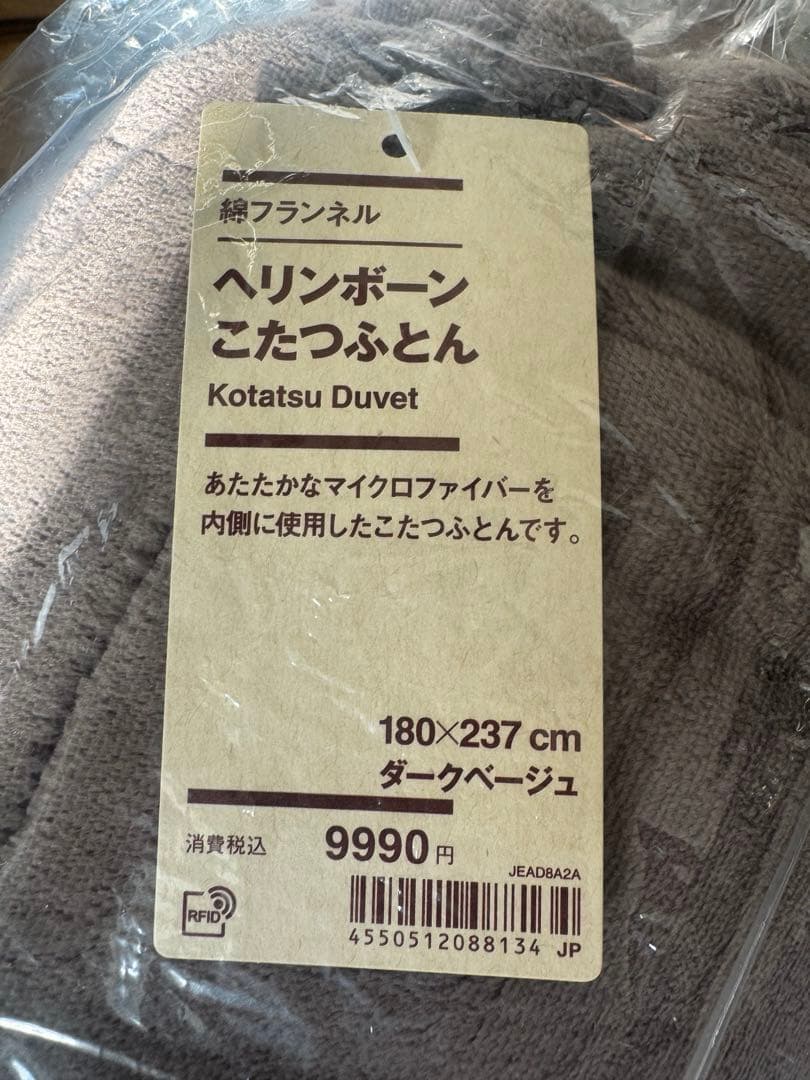 綿フランネル
ヘリンボーン
こたつふとん
Kotatsu Duvet
あたたかなマイクロファイバーを
内側に使用したこたつふとんです。
180×237 cm
ダークベージュ
消費税込 9990円
JEAD8A2A
RFID
4550512088134 JP